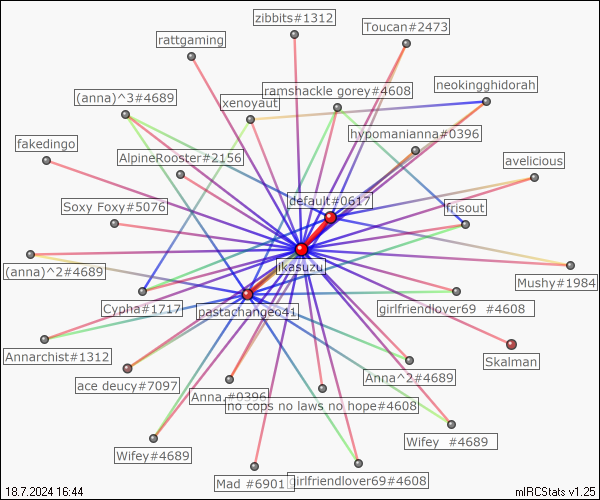 zibbits#1312
Toucan#2473
rattgaming
neokingghidorah
ramshackle gorey#4608
(anna)^3#4689
xenoyaut
hypomanianna#0396
fakedingo
AlpineRooster#2156
avelicious
default#0617
Soxy Foxy#5076
frisout
jkasuzu
(anna)^2#4689
Mushy#1984
Cypha#1717
pastachangeo41
girlfriendlover69 #4608
Annarchist#1312
Skalman
Anna^2#4689
ace deucy#7097
Anna,#0396
no cops no laws no hope#4608
Wifey #4689
Wifey#4689
Mad #6901
girlfriendlover69#4608
18.7.2024 16:44
mIRCStats v1.25